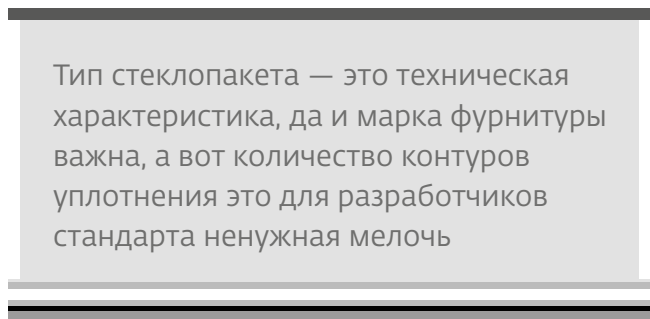 Тип стеклопакета — это техническая
характеристика, да и марка фурнитуры
важна, а вот количество контуров
уплотнения это для разработчиков
стандарта ненужная мелочь